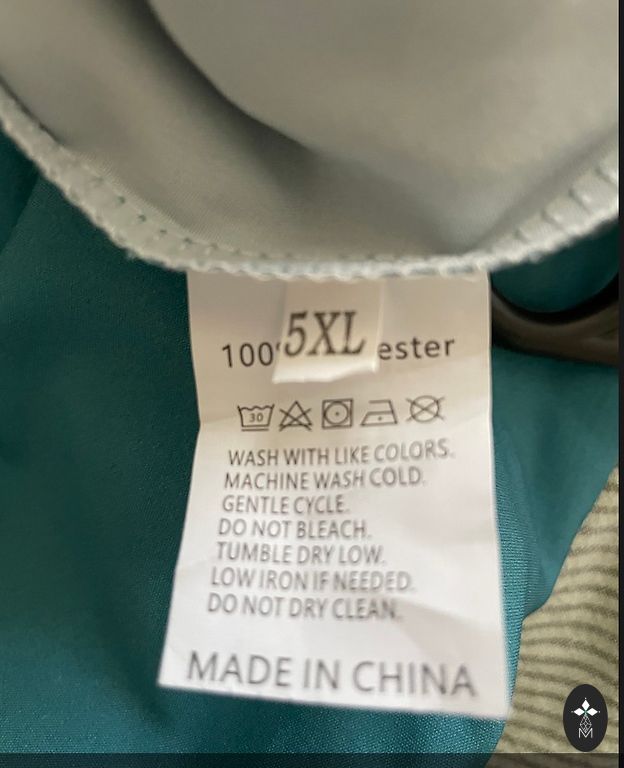 5XL
100 ester
30
WASH WITH LIKE COLORS.
MACHINE WASH COLD.
GENTLE CYCLE.
DO NOT BLEACH.
TUMBLE DRY LOW.
LOW IRON IF NEEDED.
DO NOT DRY CLEAN.
MADE IN CHINA
M